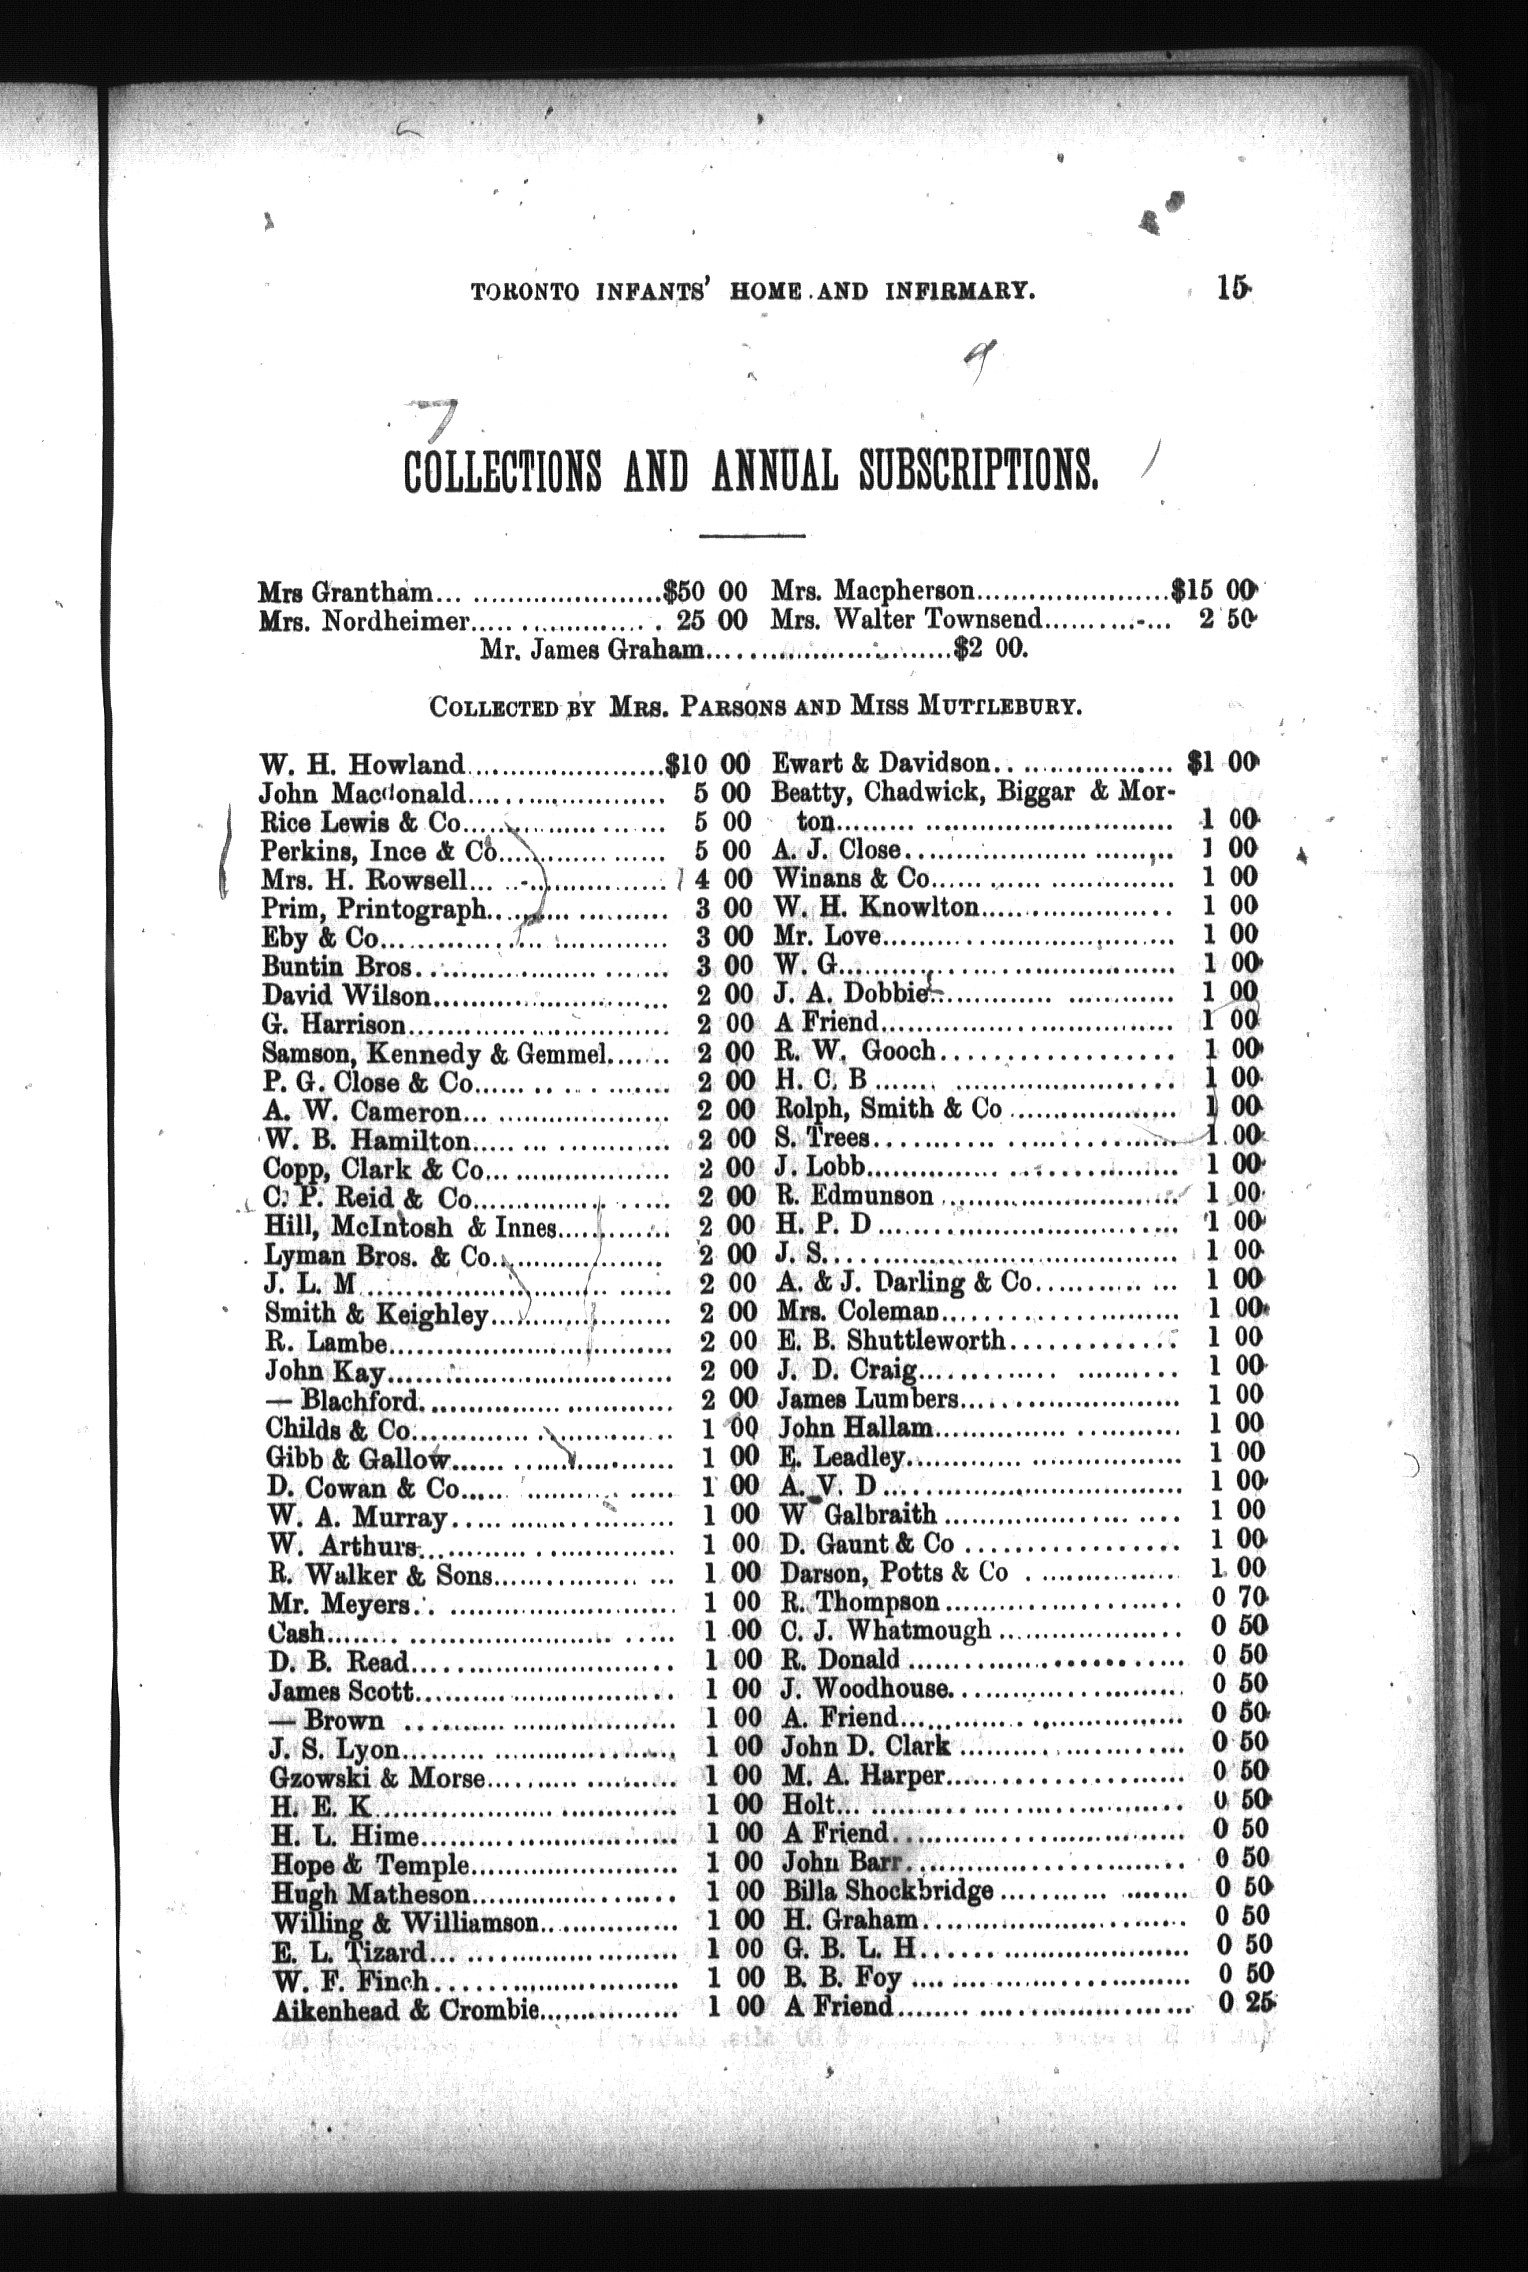 TORONTO INFANTS' HOME AND INFIRMARY. 15
COLLECTIONS AND ANNUAL SUBSCRIPTIONS.
Mrs Grantham........................$50 00 Mrs. Macpherson......................$15 00
Mrs. Nordheimer..................... 25 00 Mrs. Walter Townsend.............. 2 50
Mr. James Graham...........................$2 00.
COLLECTED BY MRS. PARSONS AND MISS MUTTLEBURY.
W. H. Howland.......................$10 00
John Macdonald...................... 5 00
Rice Lewis & Co...................... 5 00
Perkins, Ince & Co................... 5 00
Mrs. H. Rowsell...................... 4 00
Prim, Printograph.................... 3 00
Eby & Co............................. 3 00
Buntin Bros.......................... 3 00
David Wilson......................... 2 00
G. Harrison.......................... 2 00
Samson, Kennedy & Gemmel....... 2 00
P. G. Close & Co..................... 2 00
A. W. Cameron....................... 2 00
W. B. Hamilton...................... 2 00
Copp, Clark & Co.................... 2 00
C. P. Reid & Co...................... 2 00
Hill, McIntosh & Innes............. 2 00
Lyman Bros. & Co................... 2 00
J. L. M .............................. 2 00
Smith & Keighley.................... 2 00
R. Lambe............................. 2 00
John Kay............................. 2 00
— Blachford.......................... 2 00
Childs & Co.......................... 1 00
Gibb & Gallow........................ 1 00
D. Cowan & Co...... ............... 1 00
W. A. Murray........................ 1 00
W. Arthurs........................... 1 00
R. Walker & Sons.................... 1 00
Mr. Meyers........................... 1 00
Cash................................. 1 00
D. B. Read........................... 1 00
James Scott.......................... 1 00
— Brown ............................. 1 00
J. S. Lyon........................... 1 00
Gzowski & Morse..................... 1 00
H. E. K.............................. 1 00
H. L. Hime........................... 1 00
Hope & Temple....................... 1 00
Hugh Matheson....................... 1 00
Willing & Williamson................ 1 00
E. L. Tizard......................... 1 00
W. F. Finch.......................... 1 00
Aikenhead & Crombie................ 1 00
Ewart & Davidson.................... $1 00
Beatty, Chadwick, Biggar & Mor-
ton.................................. 1 00
A. J. Close.......................... 1 00
Winans & Co......................... 1 00
W. H. Knowlton...................... 1 00
Mr. Love............................. 1 00
W. G................................. 1 00
J. A. Dobbie......................... 1 00
A Friend............................. 1 00
R. W. Gooch......................... 1 00
H. C. B .............................. 1 00
Rolph, Smith & Co .................. 1 00
S. Trees.............................. 1 00
J. Lobb.............................. 1 00
R. Edmunson ......................... 1 00
H. P. D .............................. 1 00
J. S.................................. 1 00
A. & J. Darling & Co................ 1 00
Mrs. Coleman........................ 1 00
E. B. Shuttleworth................... 1 00
J. D. Craig.......................... 1 00
James Lumbers....................... 1 00
John Hallam.......................... 1 00
E. Leadley........................... 1 00
A. V. D .............................. 1 00
W Galbraith ......................... 1 00
D. Gaunt & Co ...................... 1 00
Darson, Potts & Co ................. 1 00
R. Thompson ......................... 0 70
C. J. Whatmough .................... 0 50
R. Donald ........................... 0 50
J. Woodhouse......................... 0 50
A. Friend............................ 0 50
John D. Clark ....................... 0 50
M. A. Harper......................... 0 50
Holt................................. 0 50
A Friend............................. 0 50
John Barr............................ 0 50
Billa Shockbridge ................... 0 50
H. Graham............................ 0 50
G. B. L. H........................... 0 50
B. B. Foy ........................... 0 50
A Friend............................. 0 25